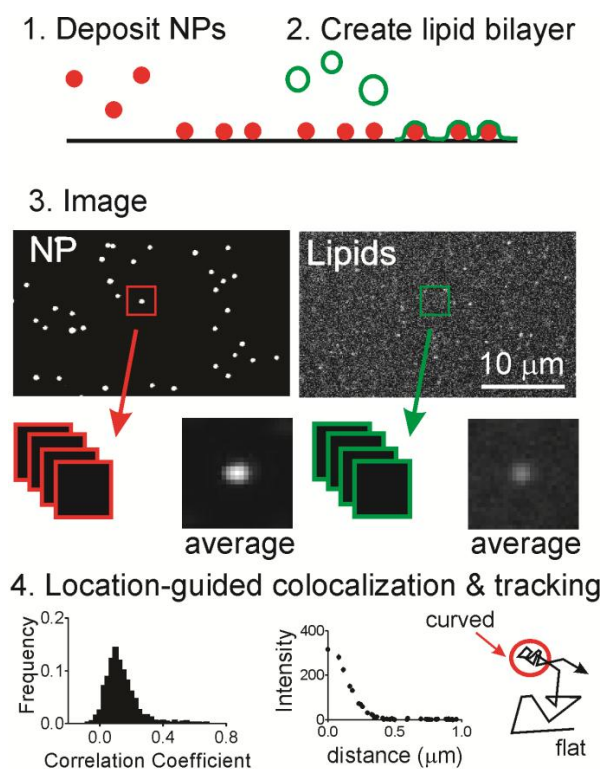 1. Deposit NPs
2. Create lipid bilayer
3. Image
NP
Lipids
10 μm
average
average
4. Location-guided colocalization & tracking
0.2
0.1
0.0
Frequency
0.0
0.4
0.8
Correlation Coefficient
400
200
0
Intensity
0.0
0.5
1.0
distance (μm)
curved
flat